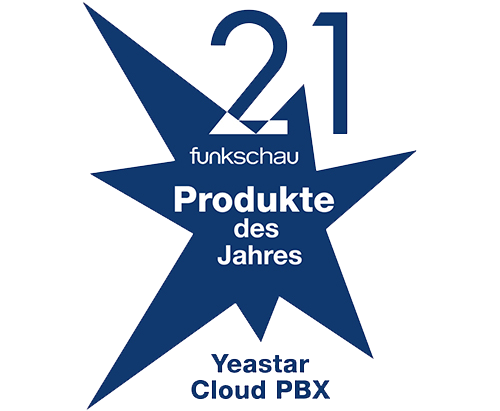 21
funkschau
Produkte
des
Jahres
Yeastar
Cloud PBX